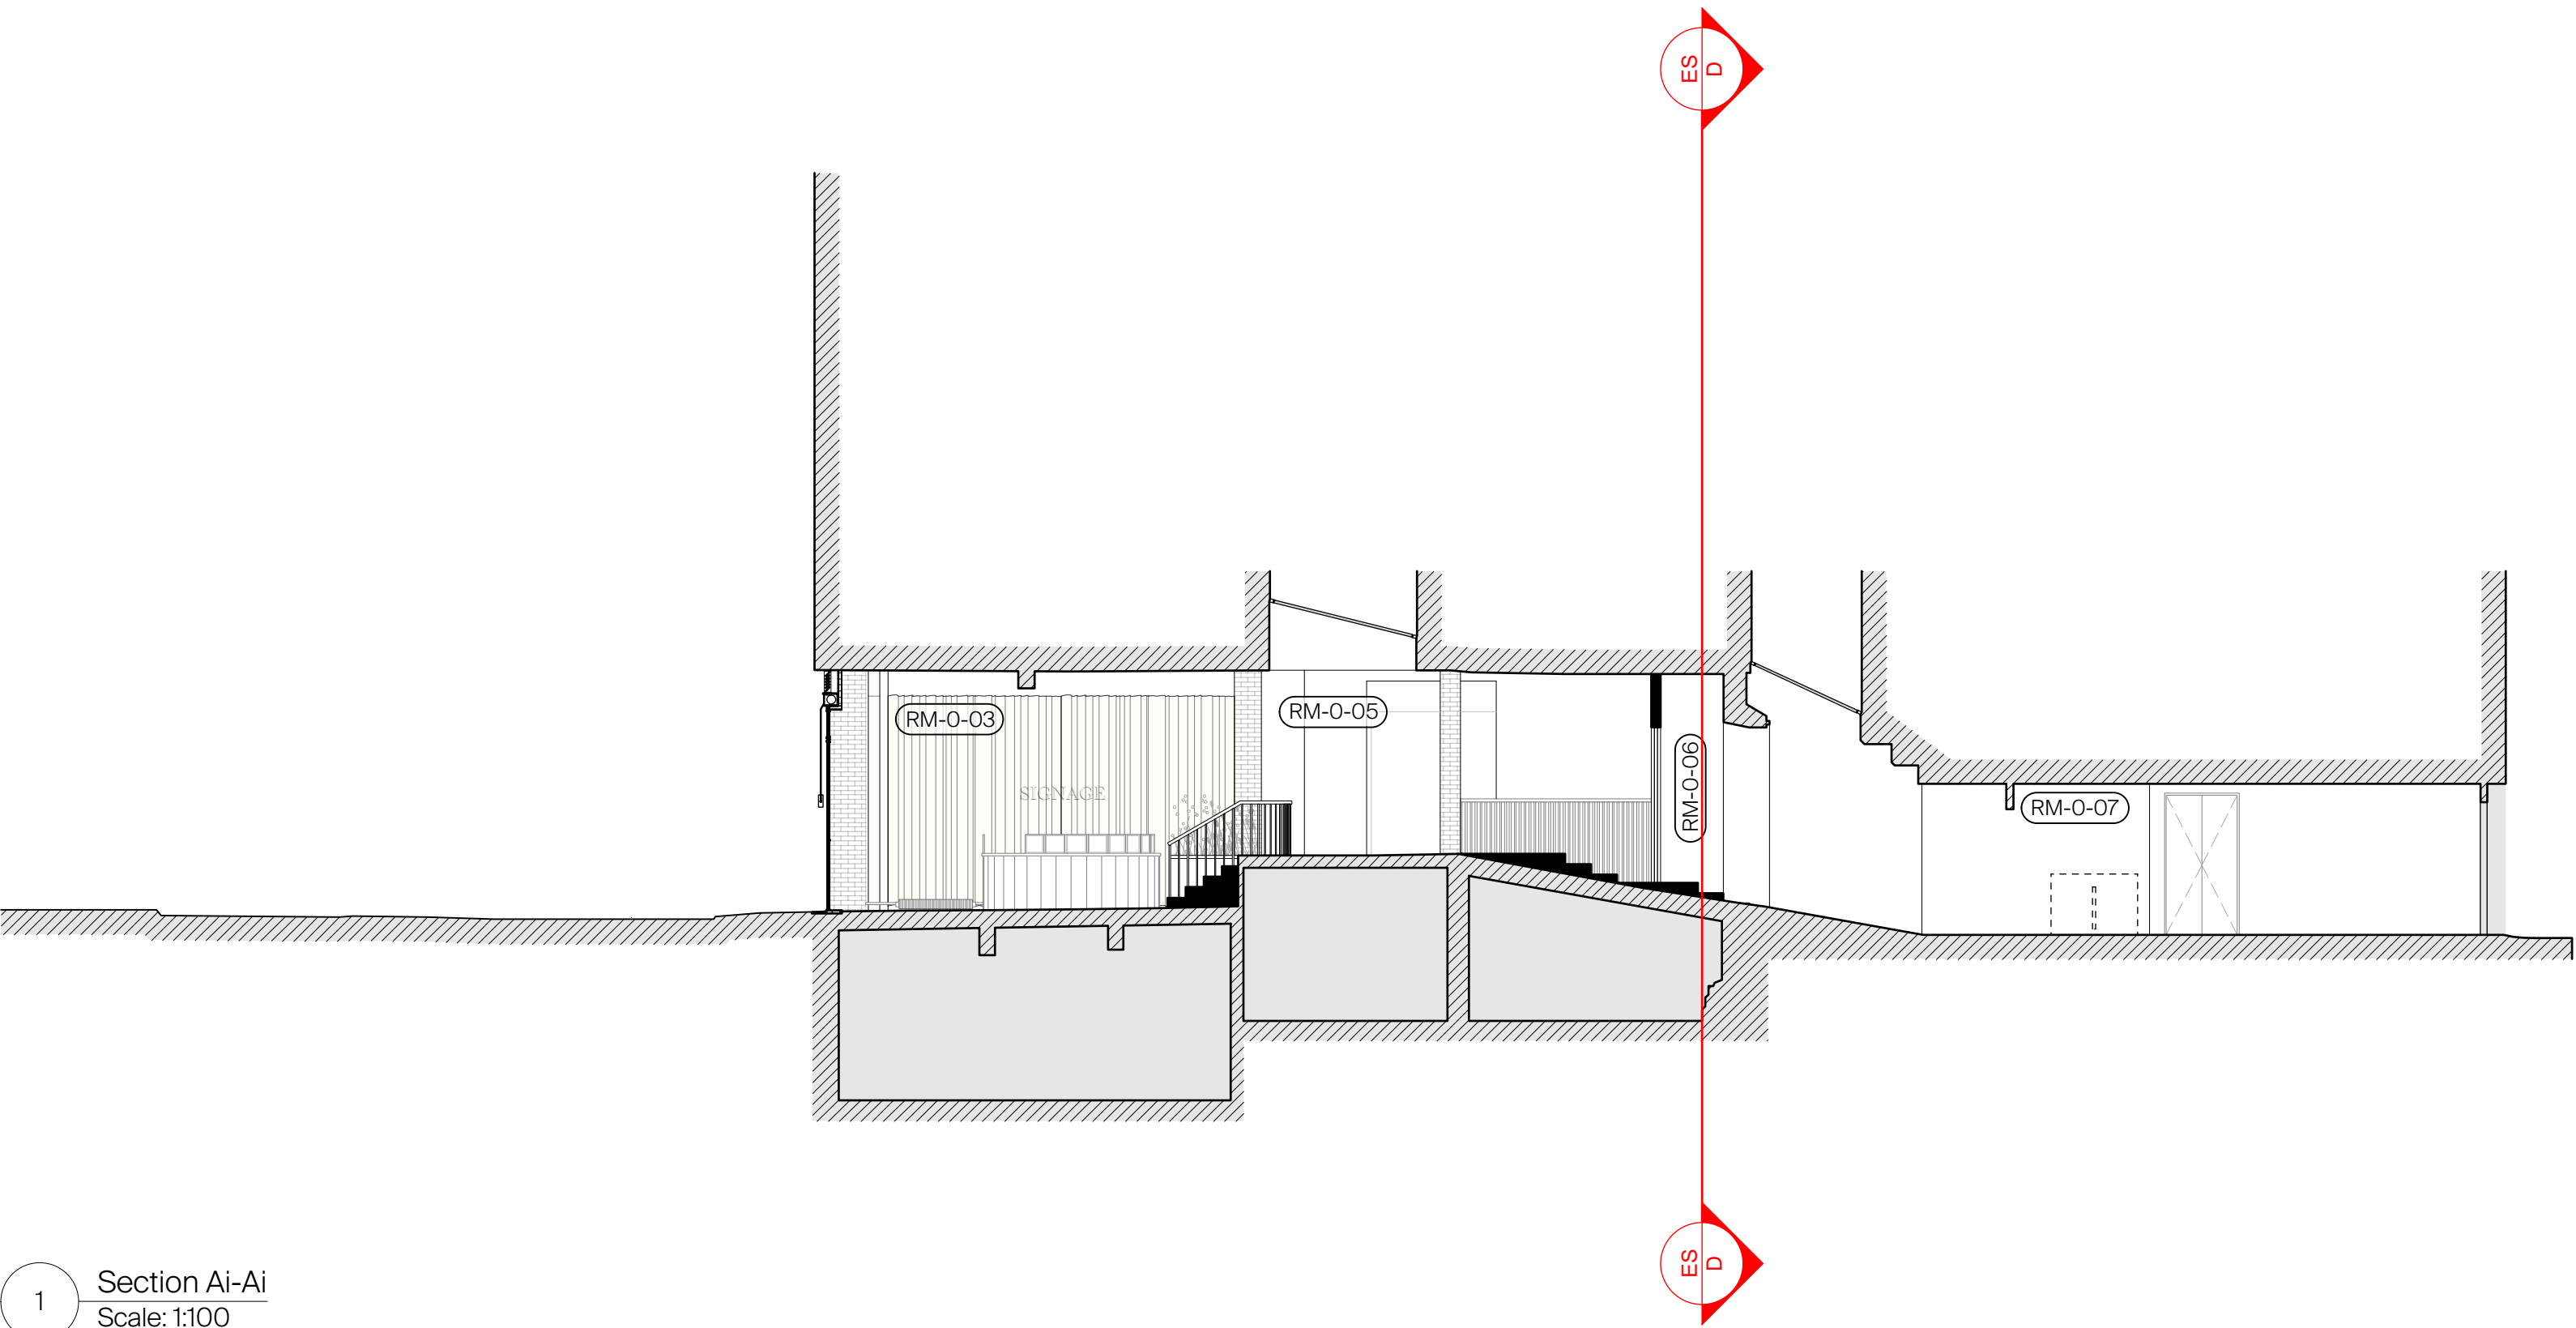 ES
D
RM-0-03
RM-0-05
RM-0-06
RM-0-07
SIGNAGE
ES
D
1
Section Ai-Ai
Scale: 1:100